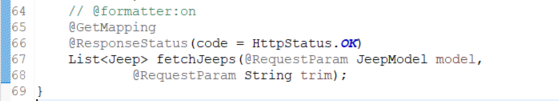 64 // @formatter:on
65 @GetMapping
66 @ResponseStatus(code = HttpStatus.OK)
67 List<Jeep> fetchJeeps(@RequestParam JeepModel model,
68 @RequestParam String trim);
69 }